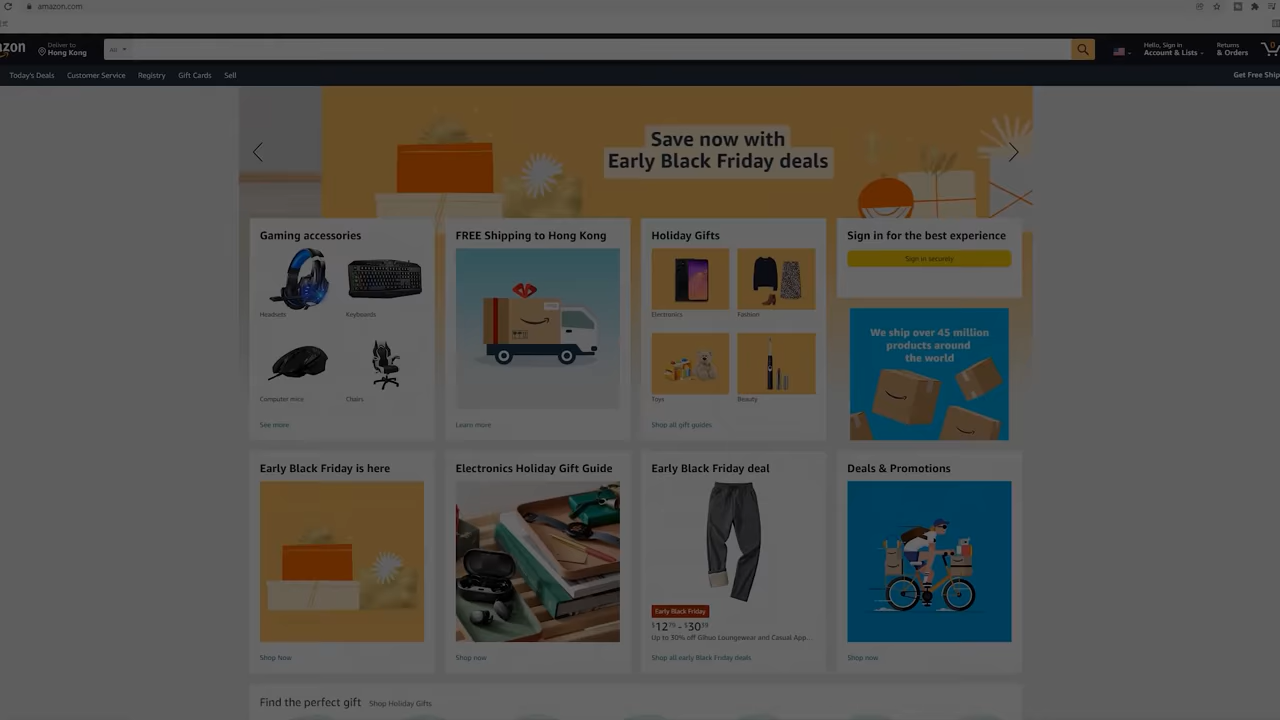 amazon.com
azon
Deliver to
Hong Kong
All
Hello, Sign in
Account & Lists
Returns
& Orders
0
Today's Deals
Customer Service
Registry
Gift Cards
Sell
Get Free Ship
Save now with
Early Black Friday deals
Gaming accessories
Headsets
Keyboards
Computer mice
Chairs
See more
FREE Shipping to Hong Kong
Learn more
Holiday Gifts
Electronics
Fashion
Toys
Beauty
Shop all gift guides
Sign in for the best experience
Sign in securely
We ship over 45 million
products around
the world
Early Black Friday is here
Shop Now
Electronics Holiday Gift Guide
Shop now
Early Black Friday deal
Early Black Friday
$12⁷⁹ - $30³⁹
Up to 30% off Gihuo Loungewear and Casual App...
Shop all early Black Friday deals
Deals & Promotions
Shop now
Find the perfect gift
Shop Holiday Gifts